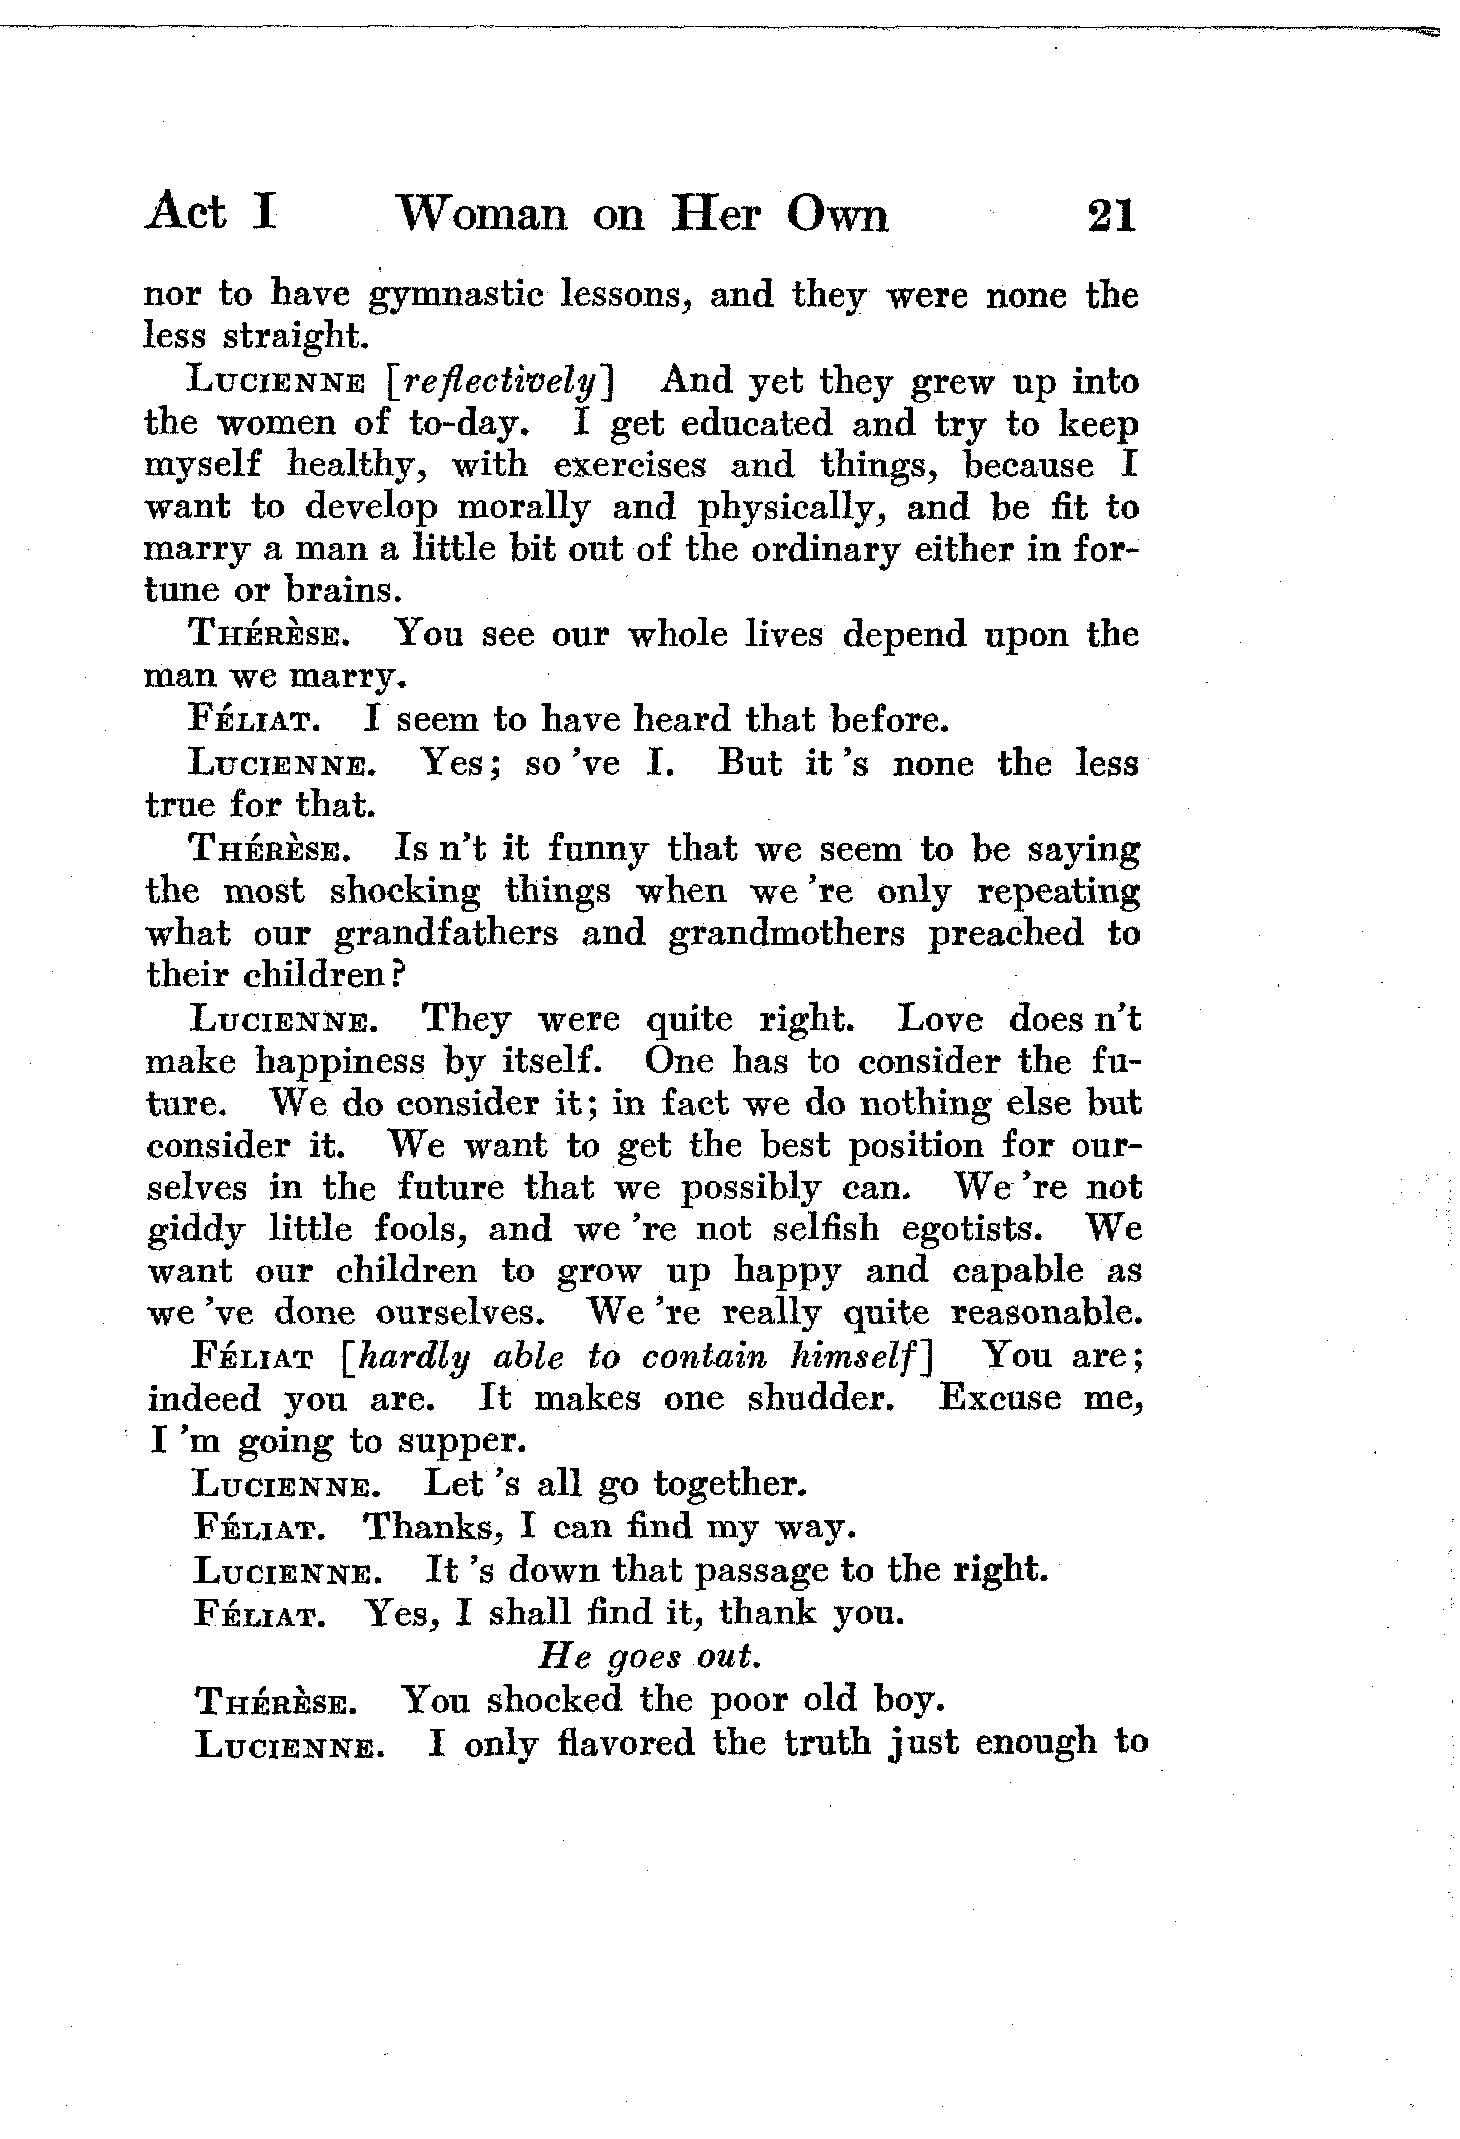 Act I Woman on Her Own 21
nor to have gymnastic lessons, and they were none the
less straight.
LUCIENNE [reflectively] And yet they grew up into
the women of to-day. I get educated and try to keep
myself healthy, with exercises and things, because I
want to develop morally and physically, and be fit to
marry a man a little bit out of the ordinary either in for-
tune or brains.
THÉRÈSE. You see our whole lives depend upon the
man we marry.
FÉLIAT. I seem to have heard that before.
LUCIENNE. Yes; so 've I. But it 's none the less
true for that.
THÉRÈSE. Is n't it funny that we seem to be saying
the most shocking things when we 're only repeating
what our grandfathers and grandmothers preached to
their children?
LUCIENNE. They were quite right. Love does n't
make happiness by itself. One has to consider the fu-
ture. We do consider it; in fact we do nothing else but
consider it. We want to get the best position for our-
selves in the future that we possibly can. We 're not
giddy little fools, and we 're not selfish egotists. We
want our children to grow up happy and capable as
we 've done ourselves. We 're really quite reasonable.
FÉLIAT [hardly able to contain himself] You are;
indeed you are. It makes one shudder. Excuse me,
I 'm going to supper.
LUCIENNE. Let 's all go together.
FÉLIAT. Thanks, I can find my way.
LUCIENNE. It 's down that passage to the right.
FÉLIAT. Yes, I shall find it, thank you.
He goes out.
THÉRÈSE. You shocked the poor old boy.
LUCIENNE. I only flavored the truth just enough to